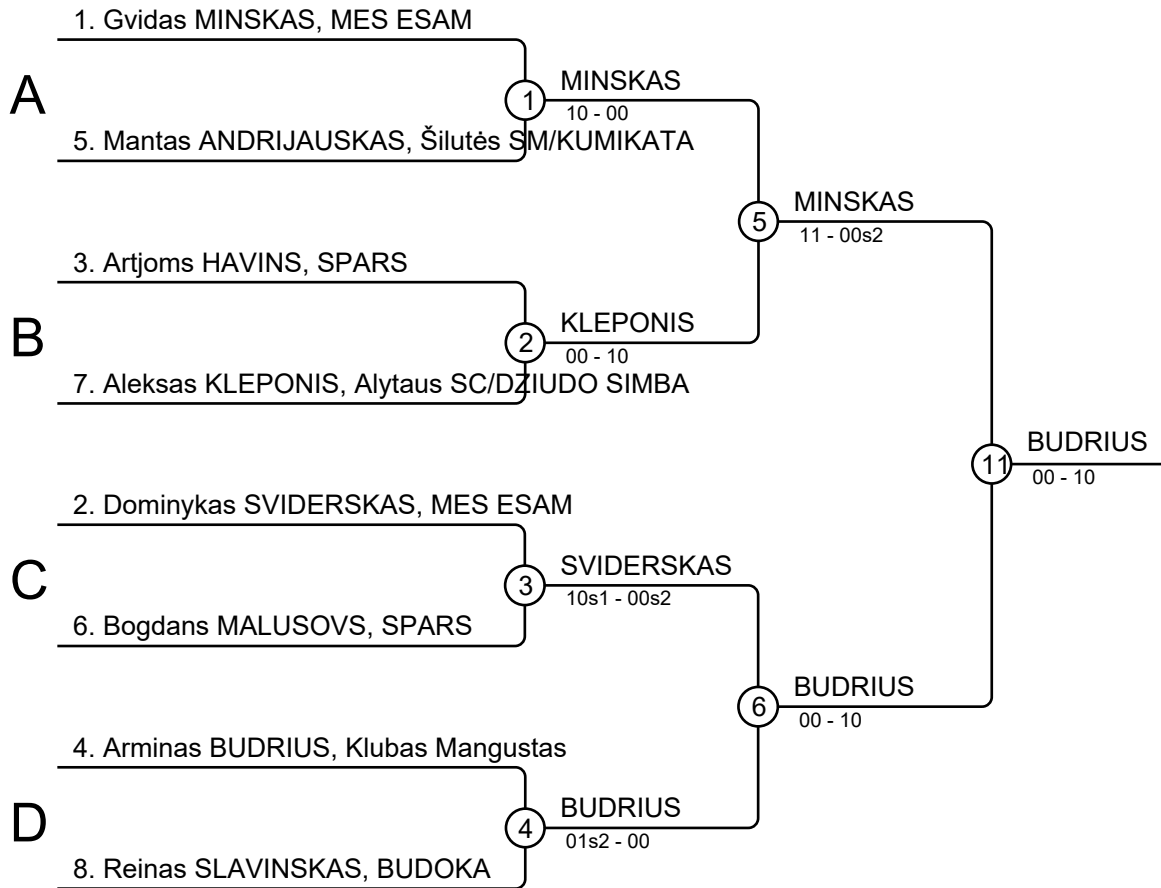 1. Gvidas MINSKAS, MES ESAM
A
1
MINSKAS
10 - 00
5. Mantas ANDRIJAUSKAS, Šilutės SM/KUMIKATA
5
MINSKAS
11 - 00s2
3. Artjoms HAVINS, SPARS
B
2
KLEPONIS
00 - 10
7. Aleksas KLEPONIS, Alytaus SC/DZIUDO SIMBA
11
BUDRIUS
00 - 10
2. Dominykas SVIDERSKAS, MES ESAM
C
3
SVIDERSKAS
10s1 - 00s2
6. Bogdans MALUSOVS, SPARS
6
BUDRIUS
00 - 10
4. Arminas BUDRIUS, Klubas Mangustas
D
4
BUDRIUS
01s2 - 00
8. Reinas SLAVINSKAS, BUDOKA